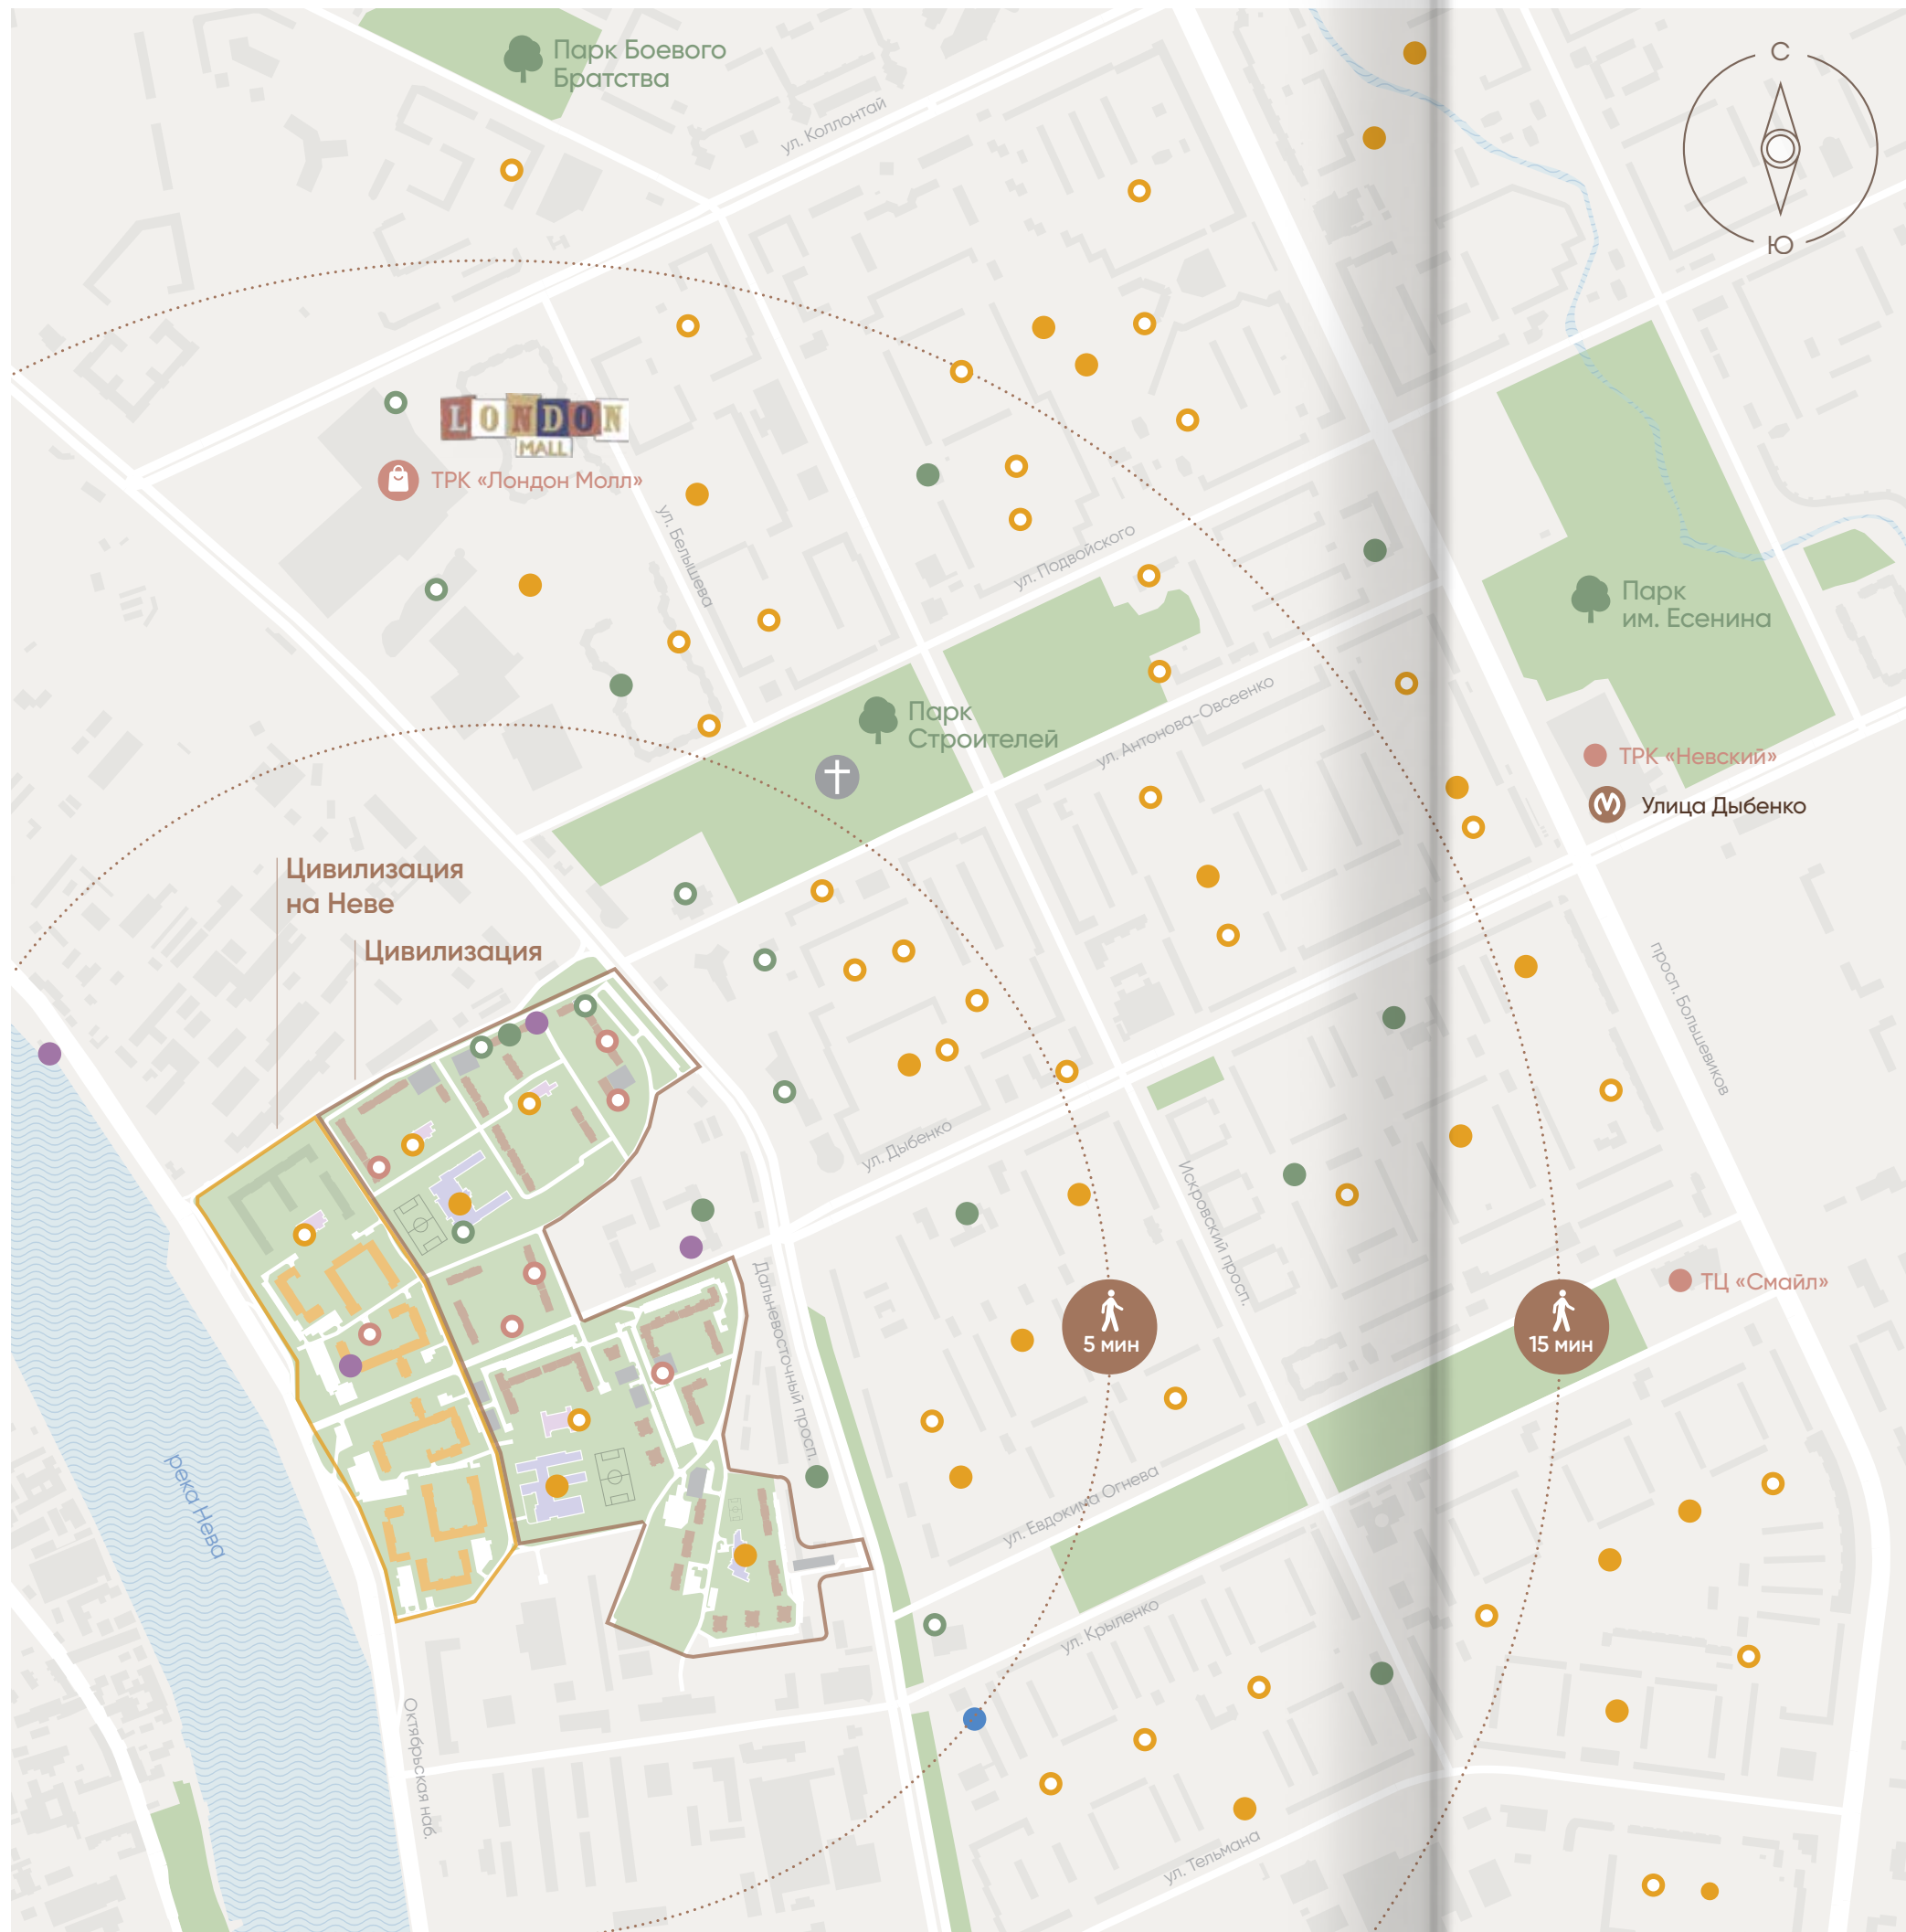 Парк Боевого
Братства
ул. Коллонтай
С
Ю
LONDON
MALL
ТРК «Лондон Молл»
ул. Белышева
ул. Подвойского
Парк
им. Есенина
Парк
Строителей
ул. Антонова-Овсеенко
ТРК «Невский»
Улица Дыбенко
Цивилизация
на Неве
Цивилизация
просп. Большевиков
ул. Дыбенко
Искровский просп.
Дальневосточный просп.
ТЦ «Смайл»
5 мин
15 мин
река Нева
ул. Евдокима Огнева
ул. Крыленко
Октябрьская наб.
ул. Тельмана